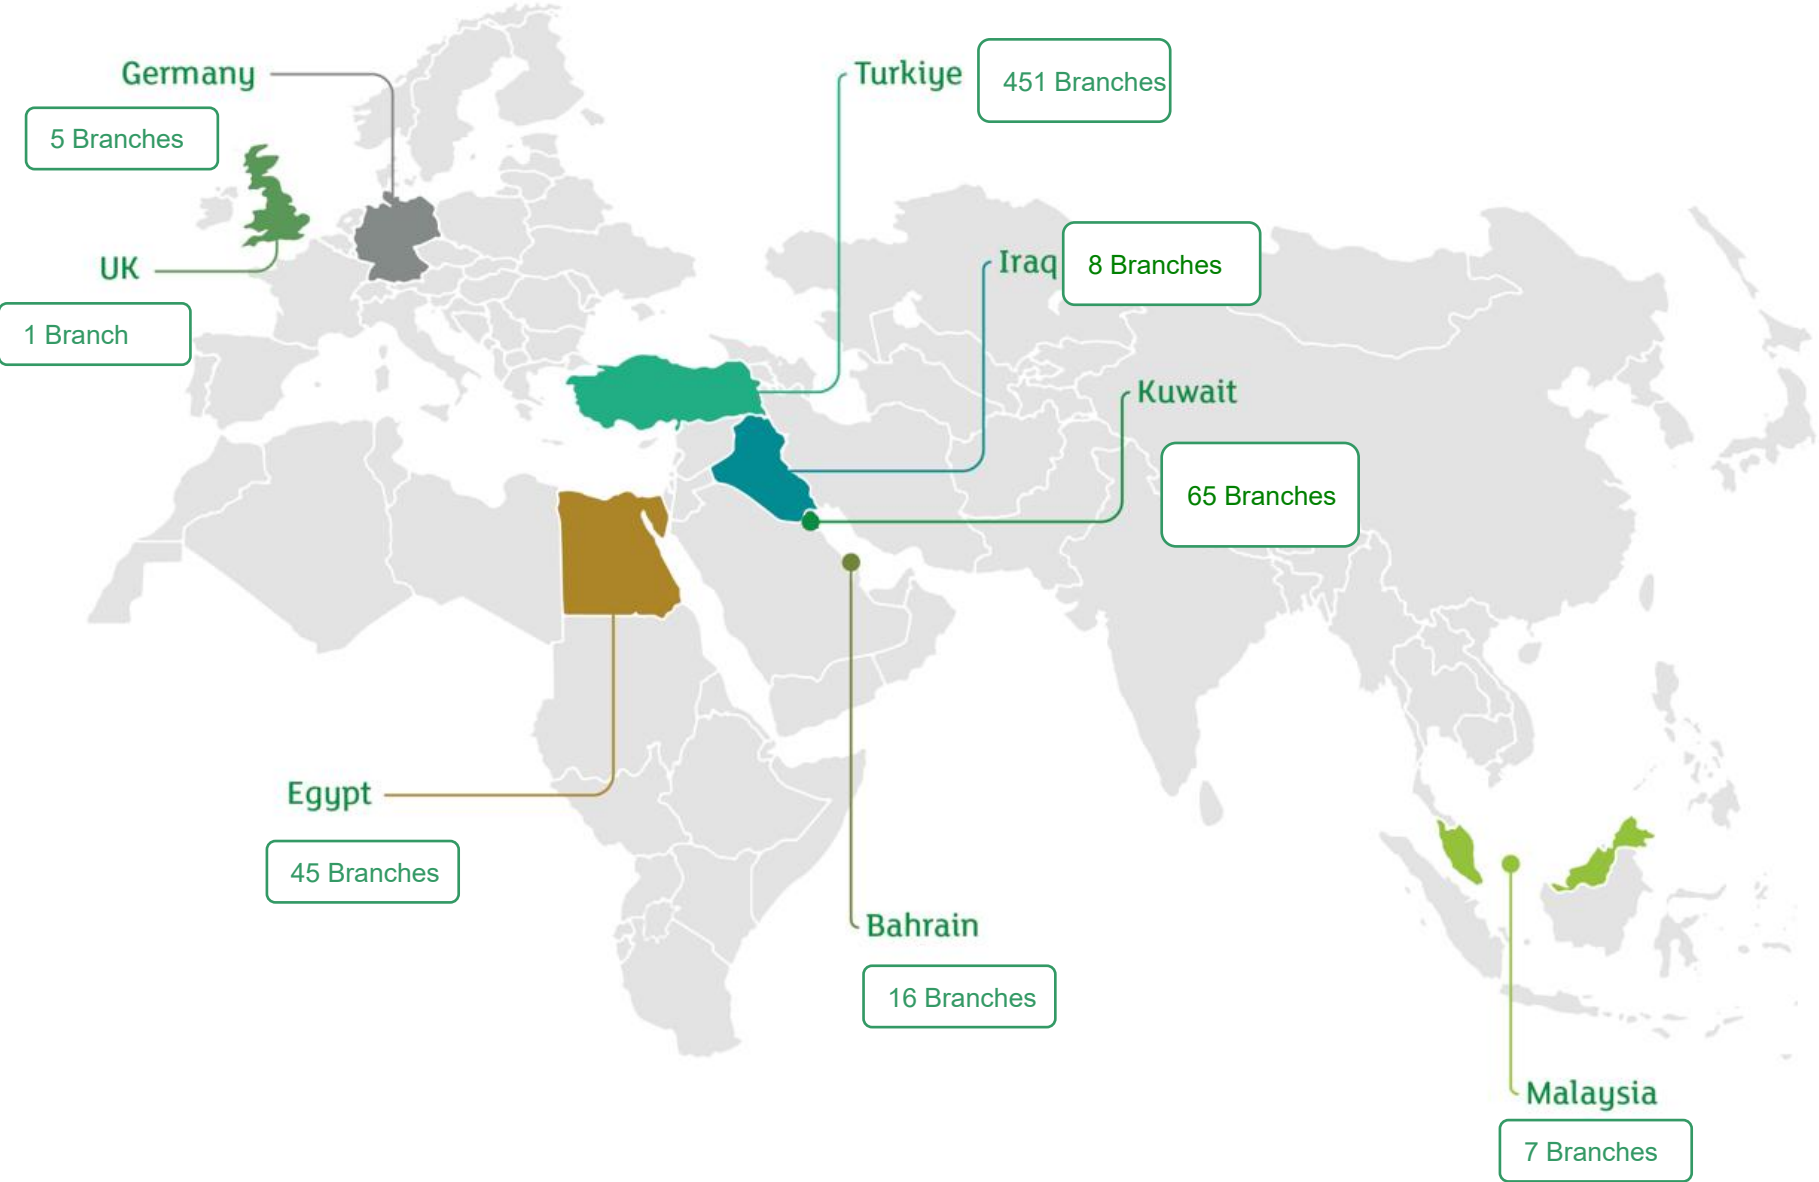 Germany
5 Branches
UK
1 Branch
Turkiye
451 Branches
Iraq
8 Branches
Kuwait
65 Branches
Egypt
45 Branches
Bahrain
16 Branches
Malaysia
7 Branches